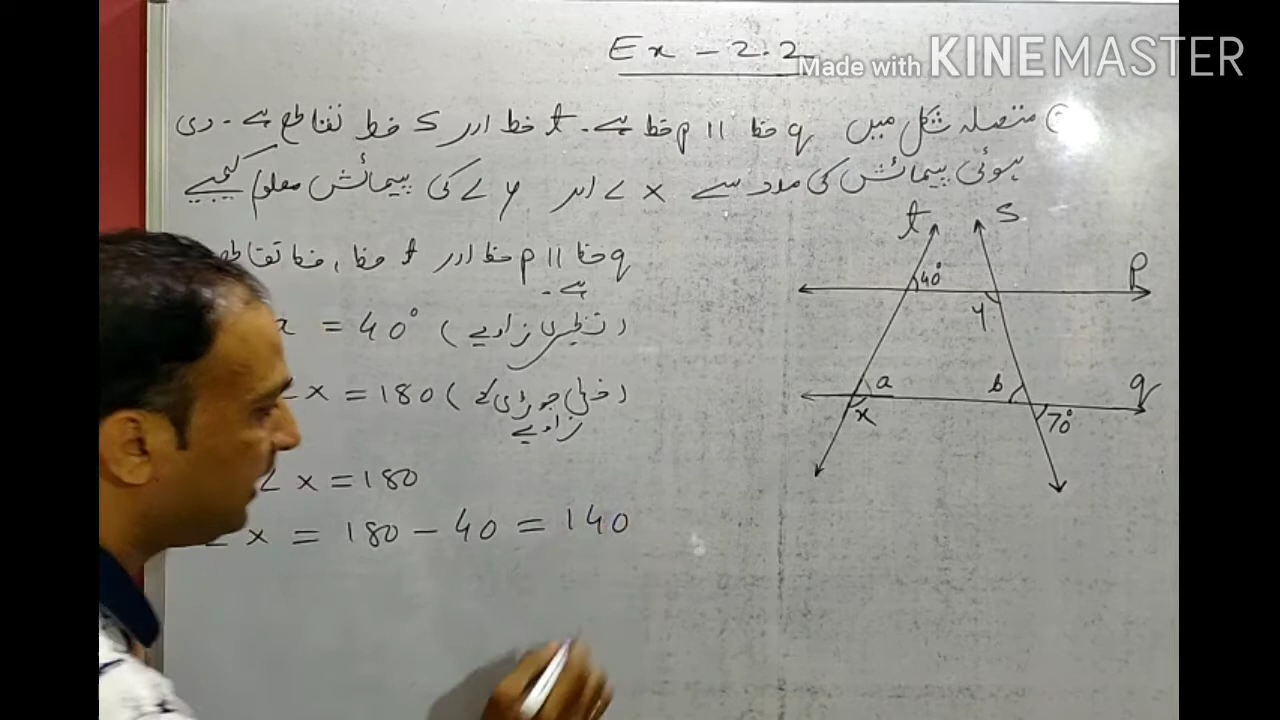 Ex - 2.2
Made with KINEMASTER
متصلہ شکل میں خط q || خط p ہے۔ خط t اور خط s تقاطع ہے۔ دی
ہوئی پیمائش کی مدد سے ∠x اور ∠y کی پیمائش معلوم کیجیے
خط q || خط p اور خط t، خط تقاطع
ہے۔
a = 40° (نظیری زاویے)
∠x = 180 (خطی جوڑی کے
زاویے)
∠x = 180
∠x = 180 - 40 = 140
t
s
40°
p
y
a
b
q
x
70°